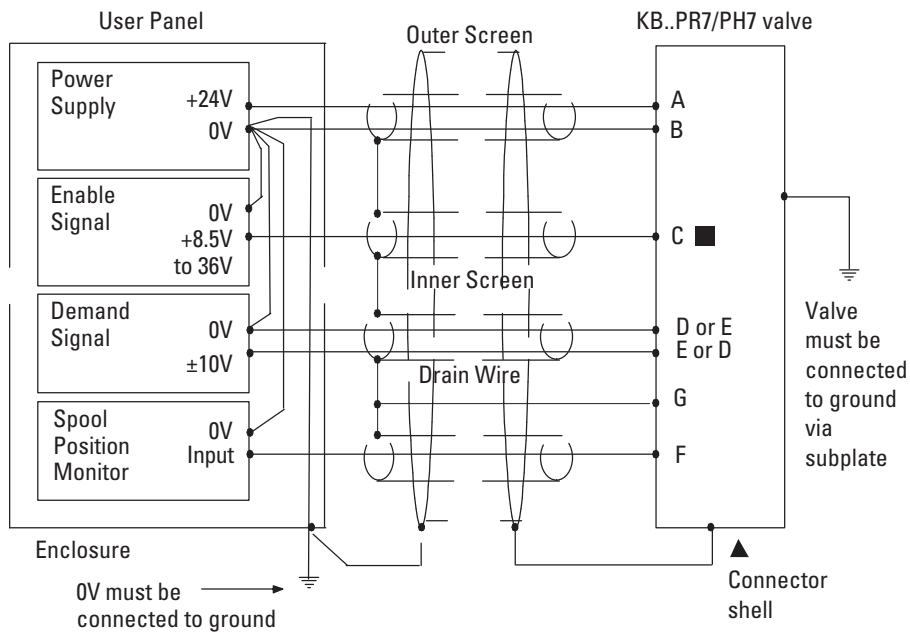 User Panel
Outer Screen
KB..PR7/PH7 valve
Power
Supply
+24V
0V
A
B
Enable
Signal
0V
+8.5V
to 36V
C
Inner Screen
Demand
Signal
0V
±10V
D or E
E or D
Drain Wire
G
Spool
Position
Monitor
0V
Input
F
Valve
must be
connected
to ground
via
subplate
Enclosure
0V must be
connected to ground
Connector
shell